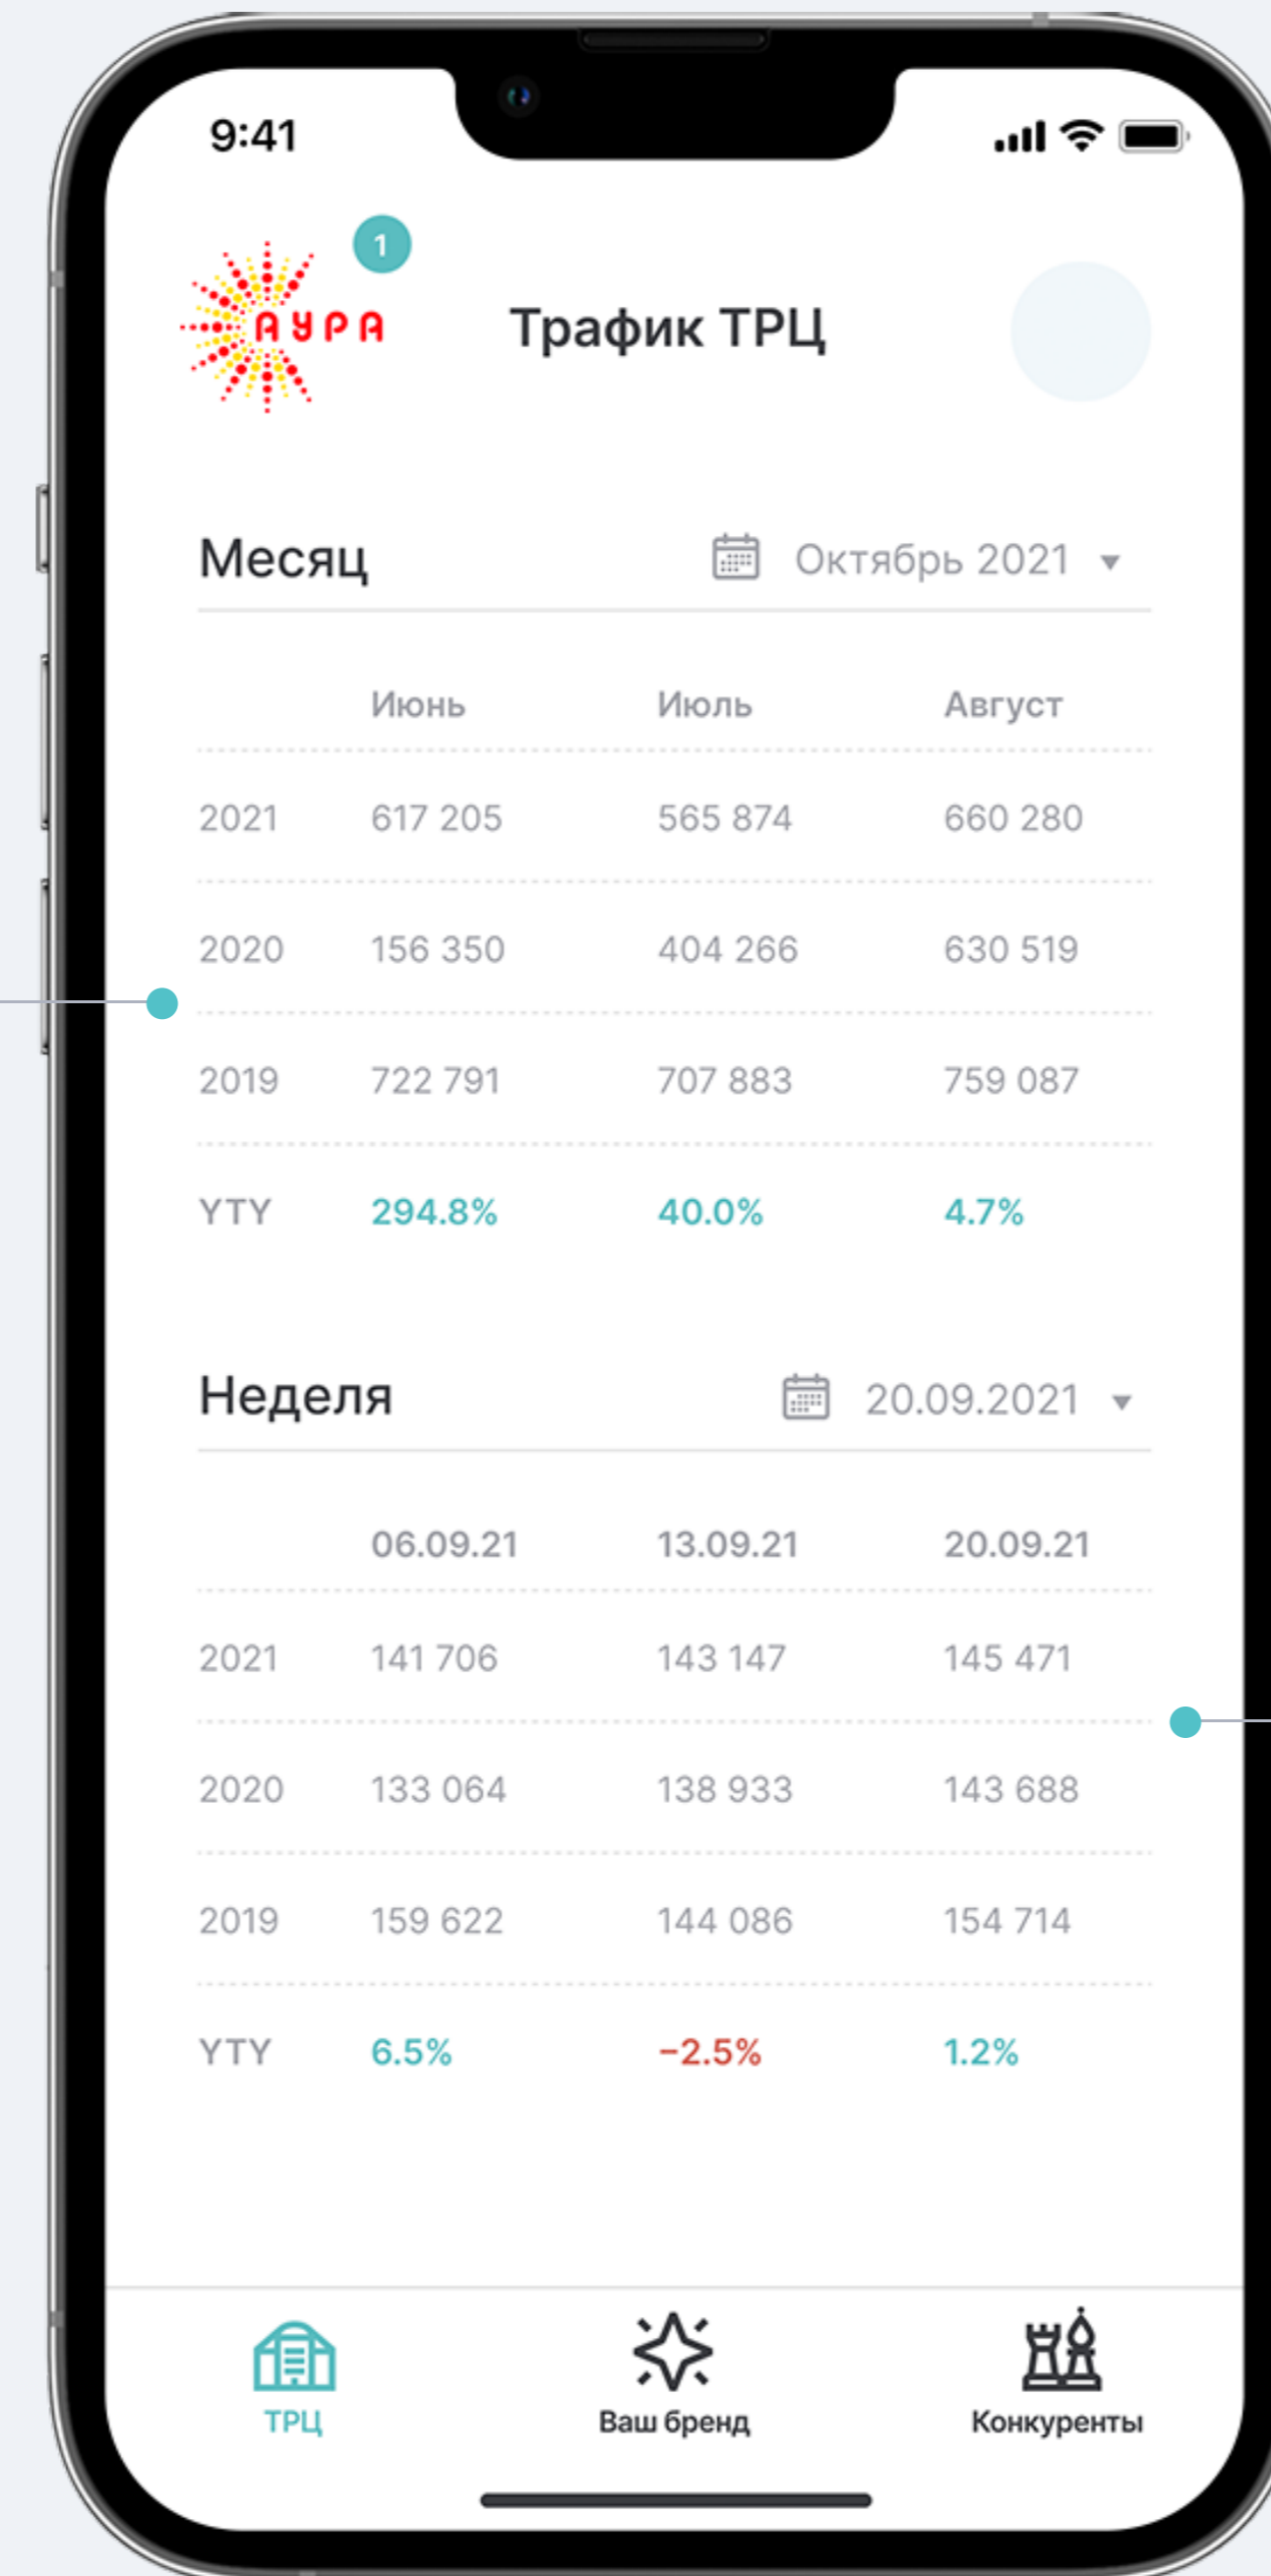 9:41
1
АУРА
Трафик ТРЦ
Месяц
Октябрь 2021
Июнь Июль Август
2021 617 205 565 874 660 280
2020 156 350 404 266 630 519
2019 722 791 707 883 759 087
YTY 294.8% 40.0% 4.7%
Неделя
20.09.2021
06.09.21 13.09.21 20.09.21
2021 141 706 143 147 145 471
2020 133 064 138 933 143 688
2019 159 622 144 086 154 714
YTY 6.5% −2.5% 1.2%
ТРЦ
Ваш бренд
Конкуренты